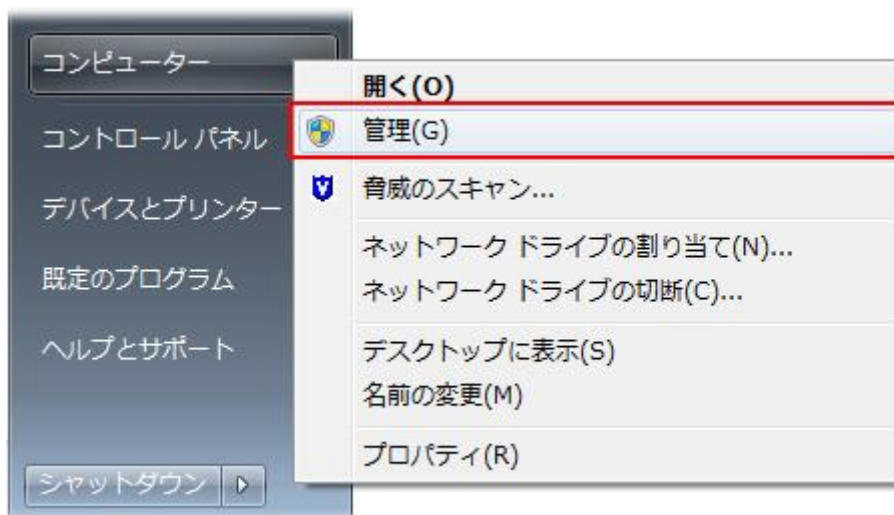 コンピューター
コントロール パネル
デバイスとプリンター
既定のプログラム
ヘルプとサポート
シャットダウン
開く(O)
管理(G)
脅威のスキャン...
ネットワーク ドライブの割り当て(N)...
ネットワーク ドライブの切断(C)...
デスクトップに表示(S)
名前の変更(M)
プロパティ(R)